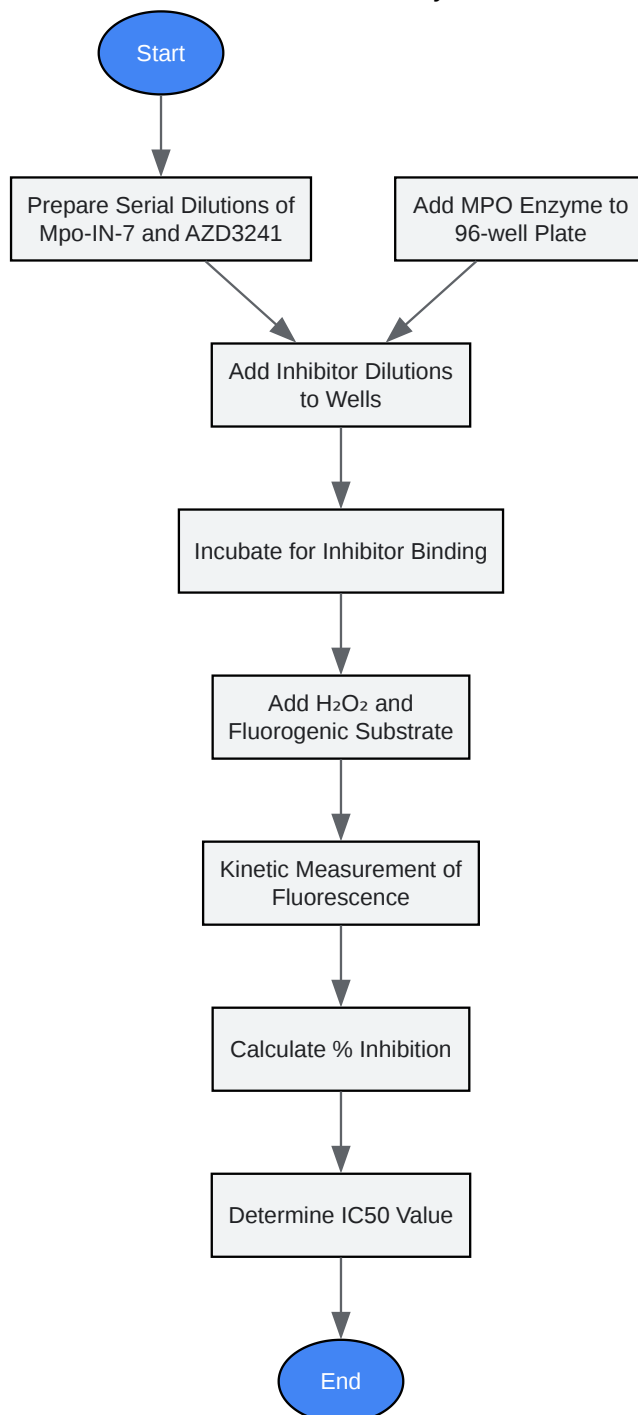 Start
Prepare Serial Dilutions of
Mpo-IN-7 and AZD3241
Add MPO Enzyme to
96-well Plate
Add Inhibitor Dilutions
to Wells
Incubate for Inhibitor Binding
Add H₂O₂ and
Fluorogenic Substrate
Kinetic Measurement of
Fluorescence
Calculate % Inhibition
Determine IC50 Value
End